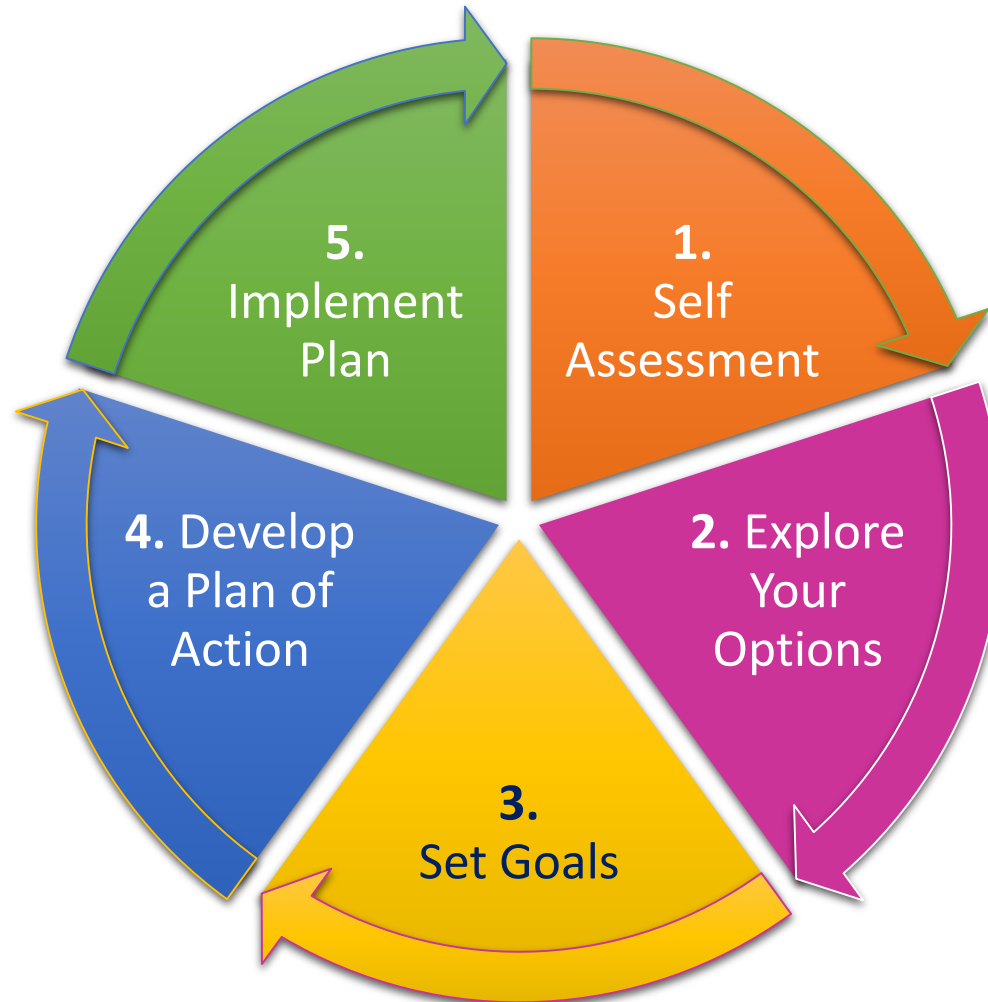 1.
Self
Assessment
2. Explore
Your
Options
3.
Set Goals
4. Develop
a Plan of
Action
5.
Implement
Plan